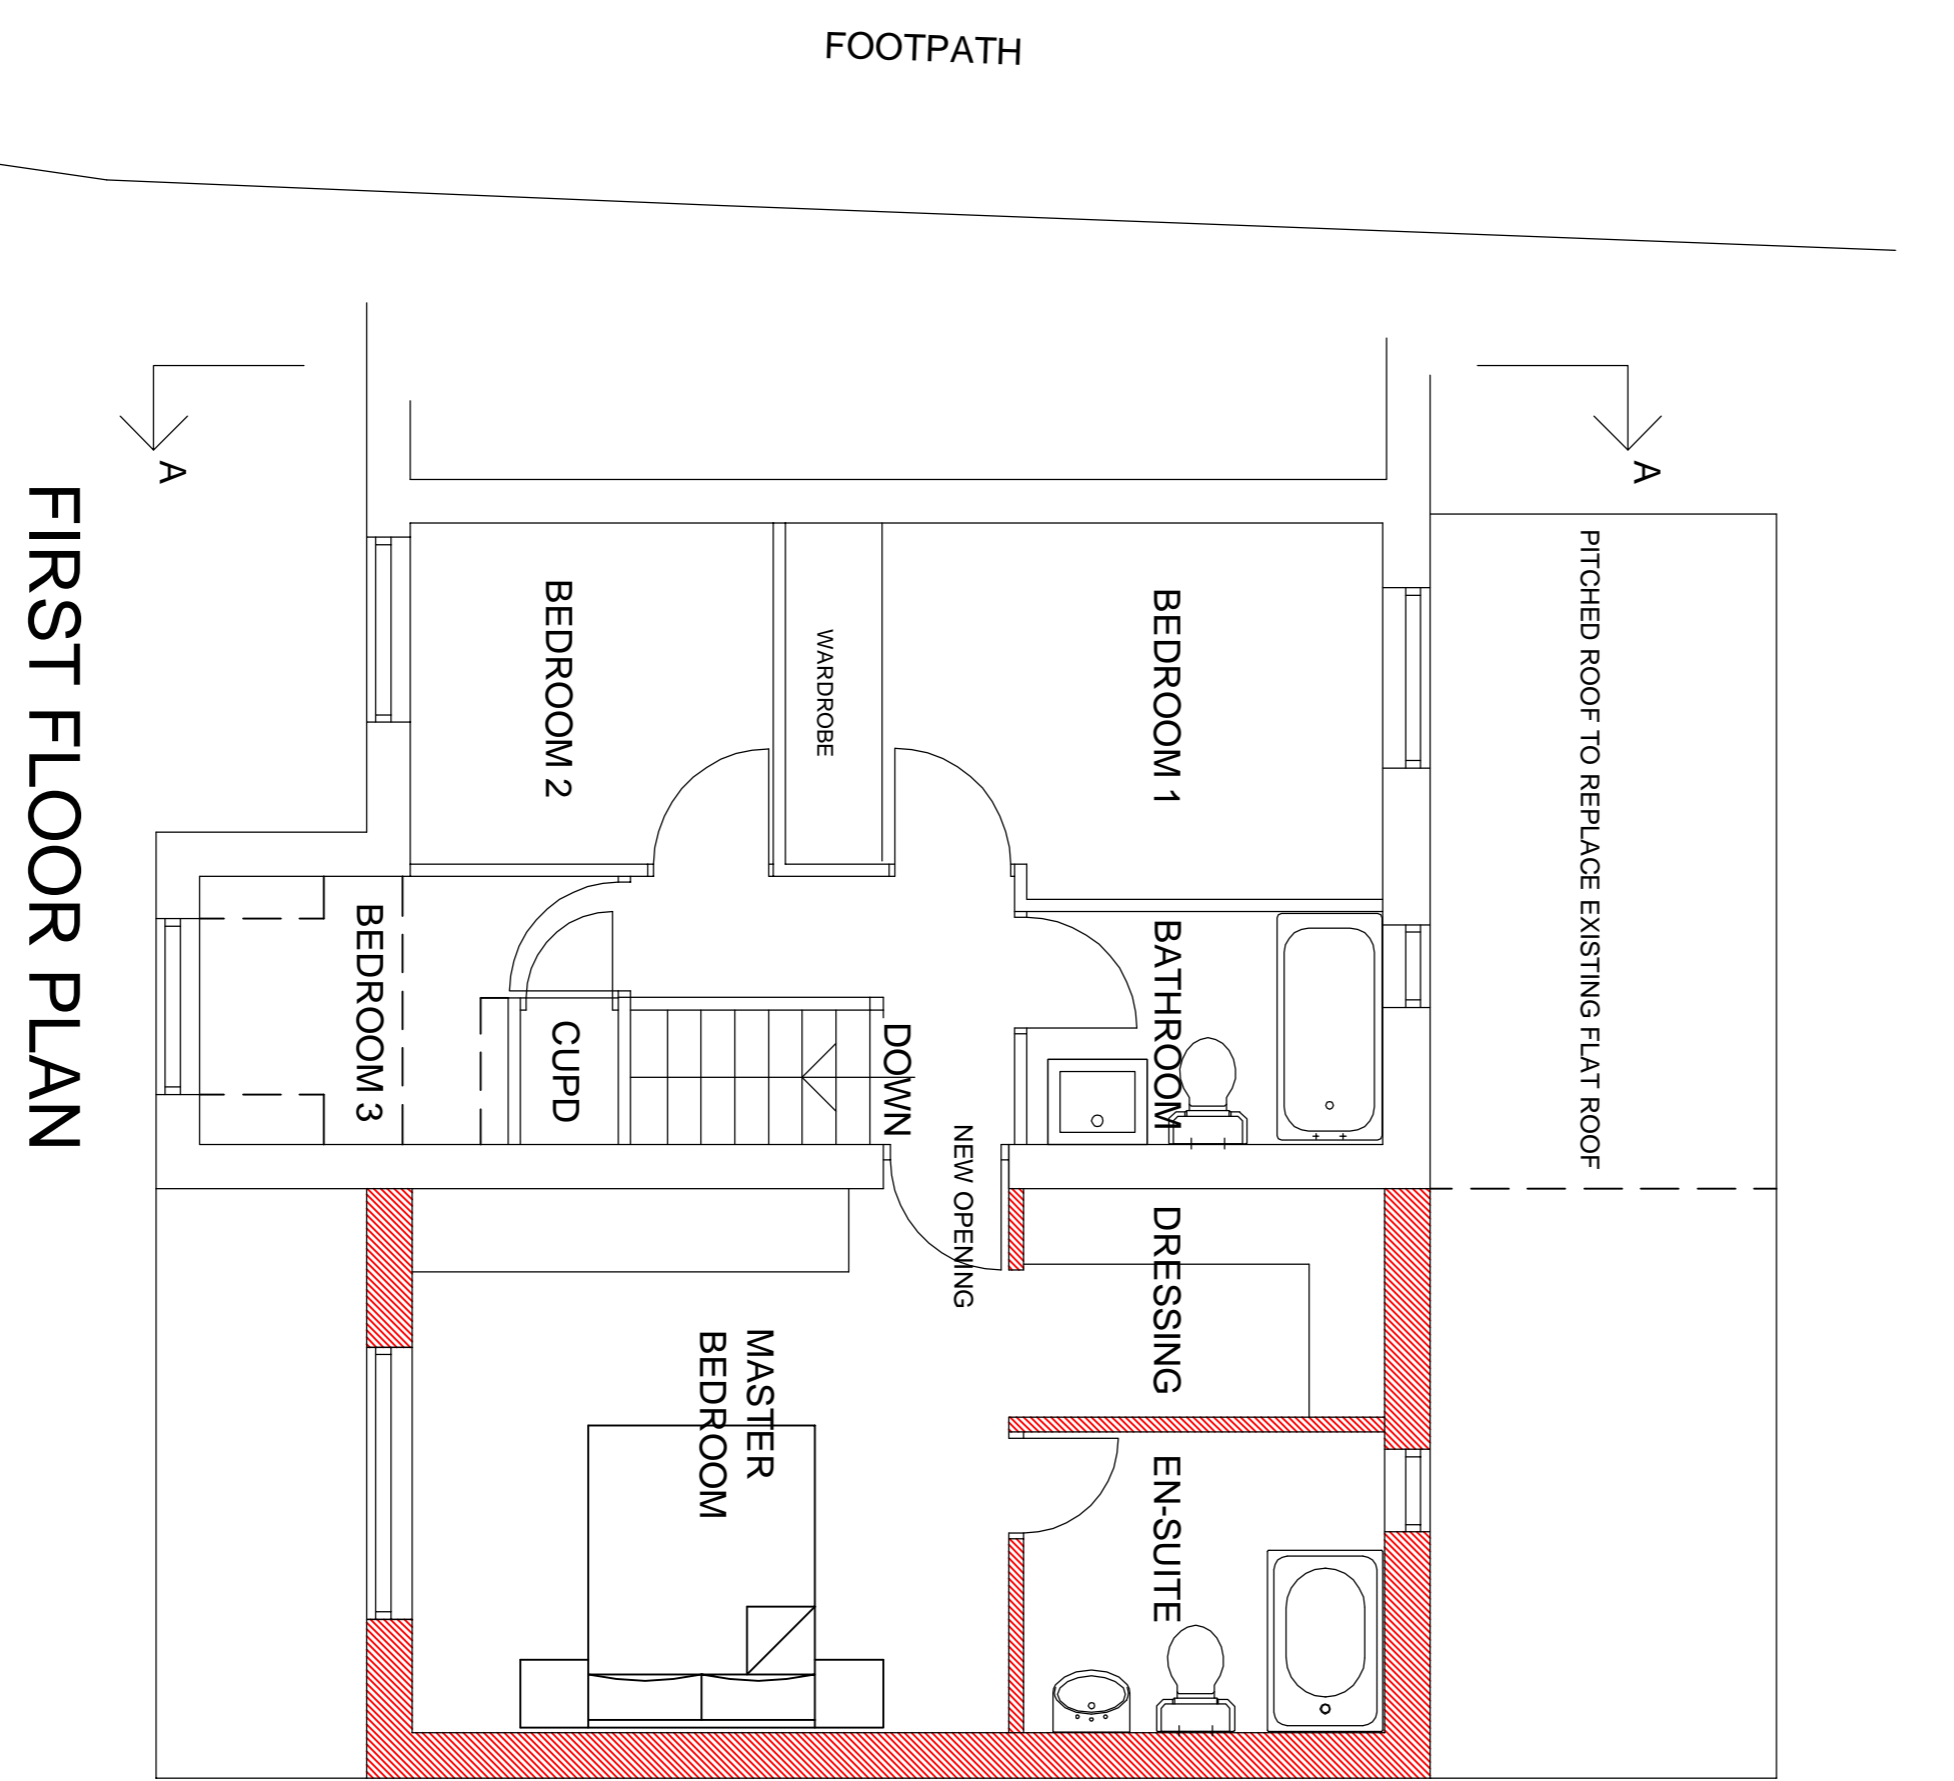 FOOTPATH
A
A
PITCHED ROOF TO REPLACE EXISTING FLAT ROOF
BEDROOM 1
WARDROBE
BEDROOM 2
BATHROOM
BEDROOM 3
CUPD
DOWN
NEW OPENING
DRESSING
MASTER
BEDROOM
EN-SUITE
FIRST FLOOR PLAN